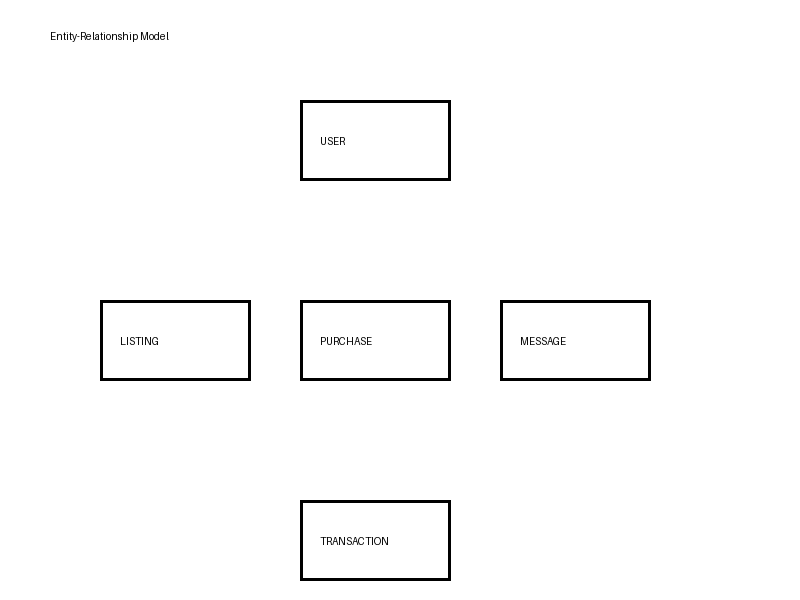 Entity-Relationship Model
USER
LISTING
PURCHASE
MESSAGE
TRANSACTION